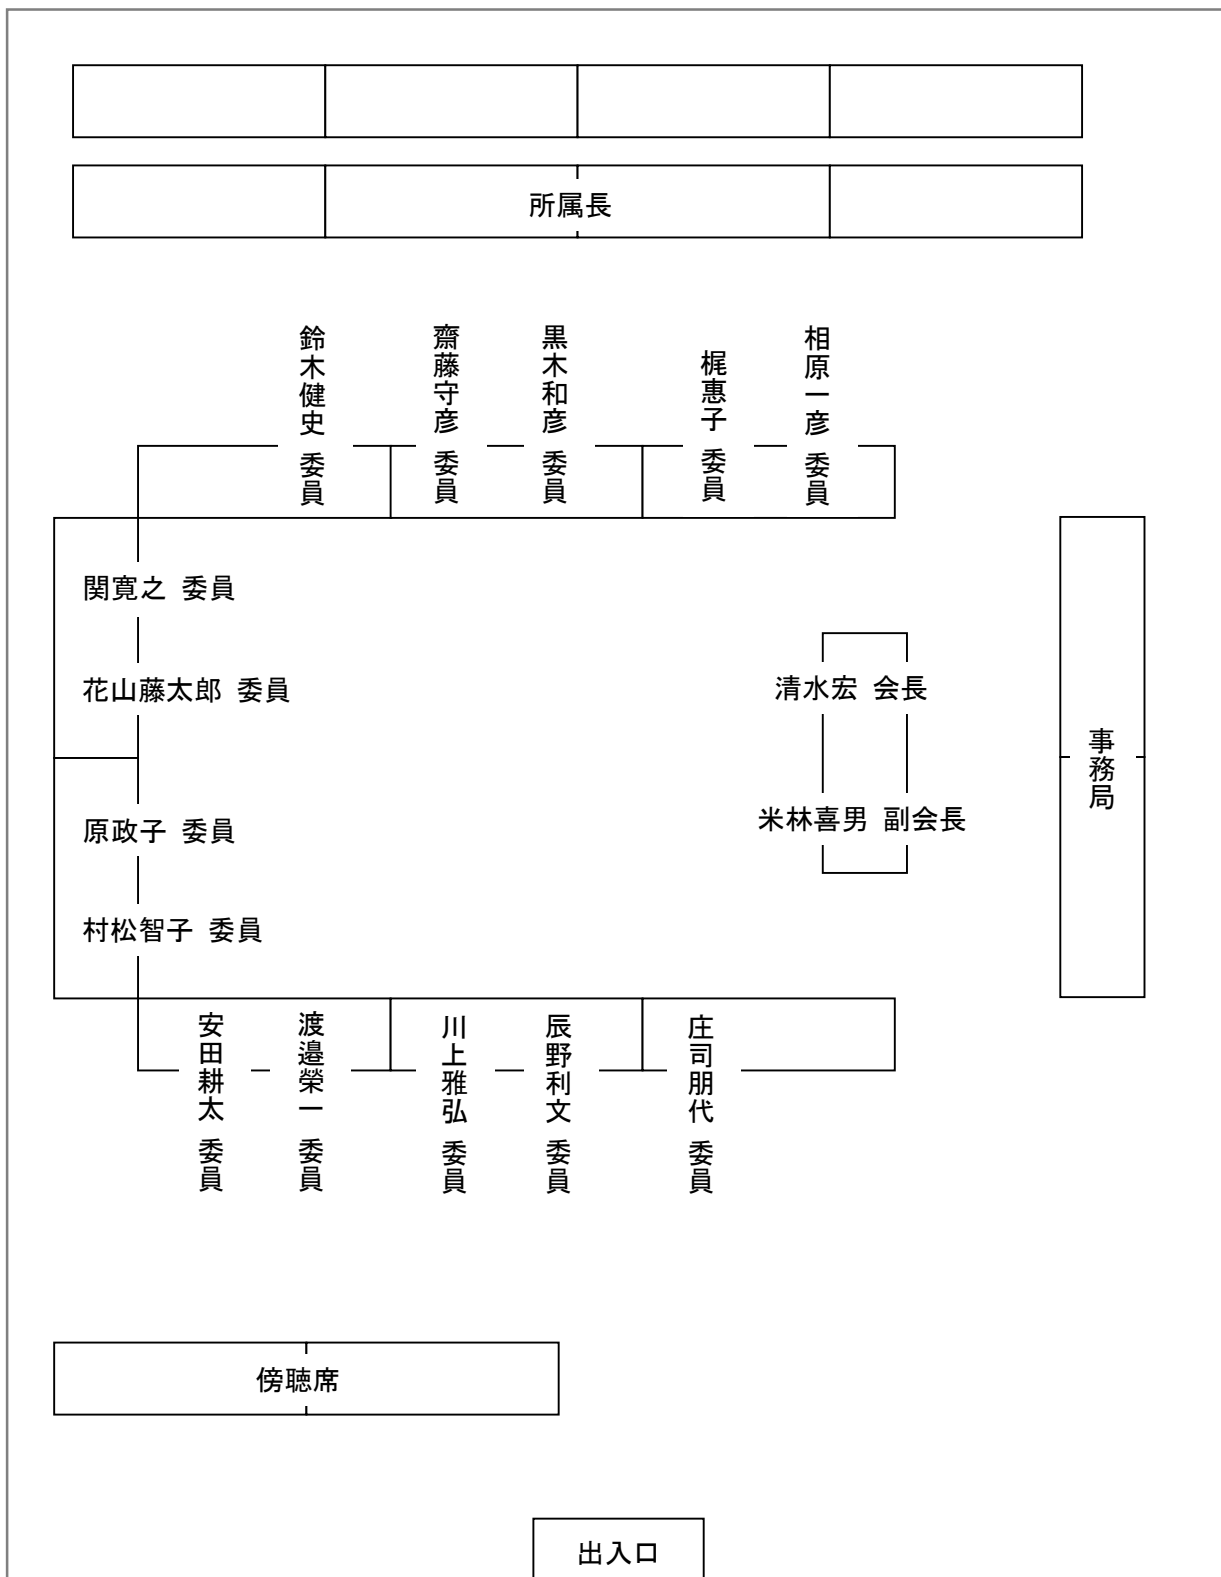 所属長
鈴木健史 委員
齋藤守彦 委員
黒木和彦 委員
梶惠子 委員
相原一彦 委員
関寛之 委員
花山藤太郎 委員
清水宏 会長
事務局
米林喜男 副会長
原政子 委員
村松智子 委員
安田耕太 委員
渡邉榮一 委員
川上雅弘 委員
辰野利文 委員
庄司朋代 委員
傍聴席
出入口